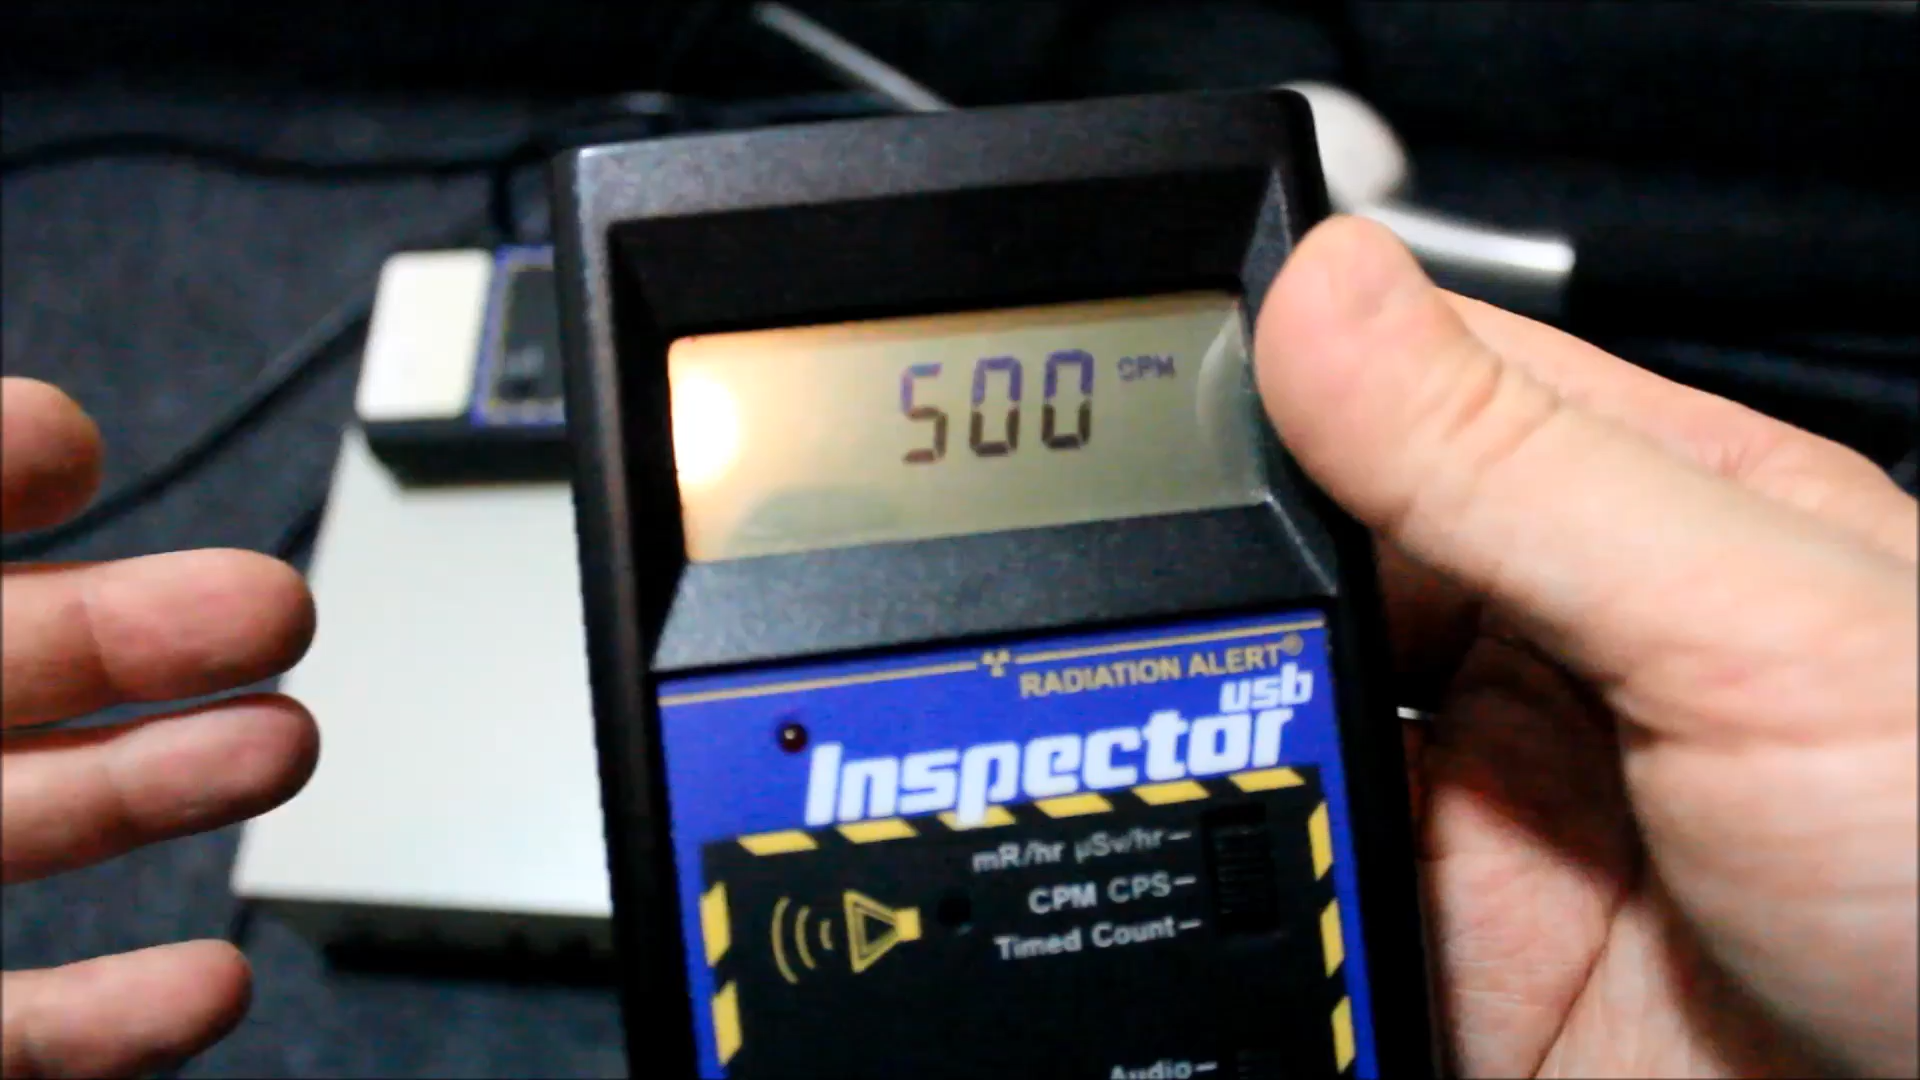 500 CPM
RADIATION ALERT®
Inspector usb
mR/hr µSv/hr
CPM CPS
Timed Count
Audio